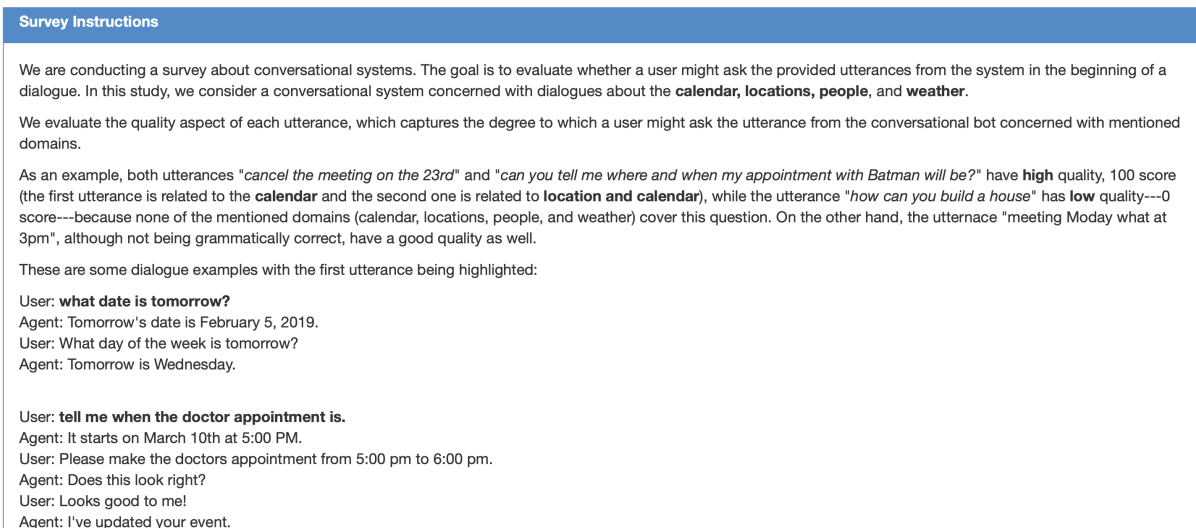 Survey Instructions
We are conducting a survey about conversational systems. The goal is to evaluate whether a user might ask the provided utterances from the system in the beginning of a
dialogue. In this study, we consider a conversational system concerned with dialogues about the calendar, locations, people, and weather.
We evaluate the quality aspect of each utterance, which captures the degree to which a user might ask the utterance from the conversational bot concerned with mentioned
domains.
As an example, both utterances "cancel the meeting on the 23rd" and "can you tell me where and when my appointment with Batman will be?" have high quality, 100 score
(the first utterance is related to the calendar and the second one is related to location and calendar), while the utterance "how can you build a house" has low quality---0
score---because none of the mentioned domains (calendar, locations, people, and weather) cover this question. On the other hand, the utternace "meeting Moday what at
3pm", although not being grammatically correct, have a good quality as well.
These are some dialogue examples with the first utterance being highlighted:
User: what date is tomorrow?
Agent: Tomorrow's date is February 5, 2019.
User: What day of the week is tomorrow?
Agent: Tomorrow is Wednesday.
User: tell me when the doctor appointment is.
Agent: It starts on March 10th at 5:00 PM.
User: Please make the doctors appointment from 5:00 pm to 6:00 pm.
Agent: Does this look right?
User: Looks good to me!
Agent: I've updated your event.